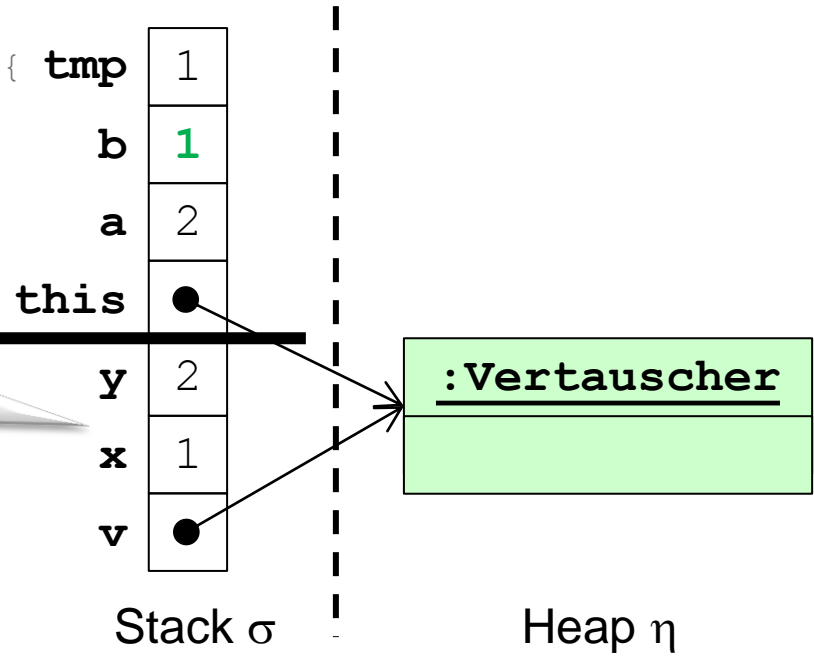 { tmp 1
b 1
a 2
this
y 2
:Vertauscher
x 1
v
Stack σ
Heap η